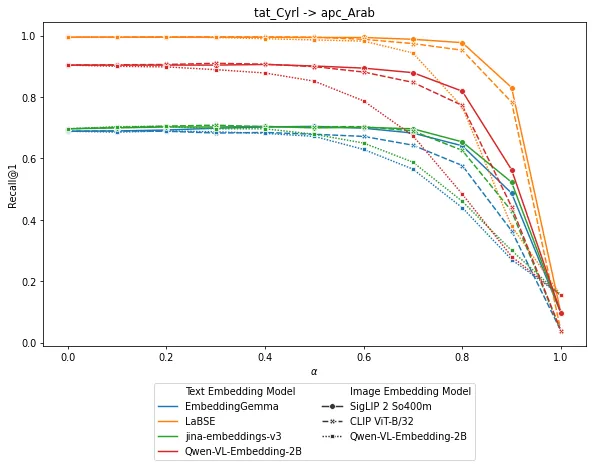 tat_Cyrl -> apc_Arab
1.0
0.8
0.6
0.4
0.2
0.0
Recall@1
0.0 0.2 0.4 0.6 0.8 1.0
α
Text Embedding Model
EmbeddingGemma
LaBSE
jina-embeddings-v3
Qwen-VL-Embedding-2B
Image Embedding Model
SigLIP 2 So400m
CLIP ViT-B/32
Qwen-VL-Embedding-2B